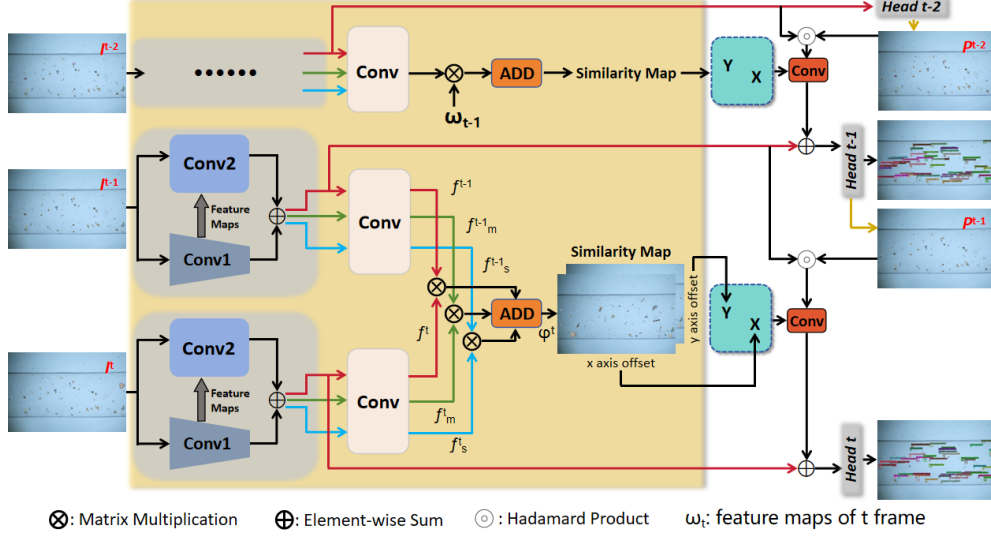 I^t-2
Conv
ADD
Similarity Map
ω_t-1
Y
X
Conv
Head t-2
P^t-2
I^t-1
Conv2
Feature
Maps
Conv1
Conv
f^t-1
f^t-1_m
f^t-1_s
Head t-1
P^t-1
Similarity Map
ADD
φ^t
y axis offset
x axis offset
Y
X
Conv
I^t
Conv2
Feature
Maps
Conv1
Conv
f^t
f^t_m
f^t_s
Head t
⊗: Matrix Multiplication
⊕: Element-wise Sum
⊙: Hadamard Product
ω_t: feature maps of t frame